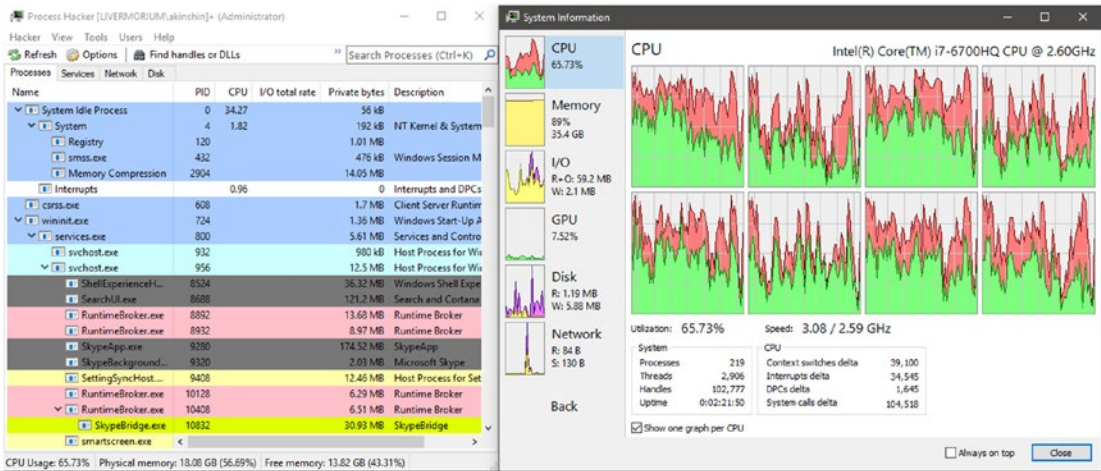 Process Hacker [LIVERMORIUM\akinshin]+ (Administrator)
Hacker View Tools Users Help
Refresh Options Find handles or DLLs » Search Processes (Ctrl+K)
Processes Services Network Disk
Name PID CPU I/O total rate Private bytes Description
System Idle Process 0 34.27 56 kB
System 4 1.82 192 kB NT Kernel & System
Registry 120 1.01 MB
smss.exe 432 476 kB Windows Session M
Memory Compression 2904 14.05 MB
Interrupts 0.96 0 Interrupts and DPCs
csrss.exe 608 1.7 MB Client Server Runtim
wininit.exe 724 1.36 MB Windows Start-Up A
services.exe 800 5.61 MB Services and Contro
svchost.exe 932 980 kB Host Process for Wi
svchost.exe 956 12.5 MB Host Process for Wi
ShellExperienceH... 8524 36.32 MB Windows Shell Expe
SearchUI.exe 8688 121.2 MB Search and Cortana
RuntimeBroker.exe 8892 13.68 MB Runtime Broker
RuntimeBroker.exe 8932 8.97 MB Runtime Broker
SkypeApp.exe 9280 174.52 MB SkypeApp
SkypeBackground... 9320 2.03 MB Microsoft Skype
SettingSyncHost.... 9408 12.46 MB Host Process for Set
RuntimeBroker.exe 10128 6.29 MB Runtime Broker
RuntimeBroker.exe 10408 6.51 MB Runtime Broker
SkypeBridge.exe 10832 30.93 MB SkypeBridge
smartscreen.exe
CPU Usage: 65.73% Physical memory: 18.08 GB (56.69%) Free memory: 13.82 GB (43.31%)
System Information
CPU
65.73%
Memory
89%
35.4 GB
I/O
R+O: 59.2 MB
W: 2.1 MB
GPU
7.52%
Disk
R: 1.19 MB
W: 5.88 MB
Network
R: 84 B
S: 130 B
Back
CPU Intel(R) Core(TM) i7-6700HQ CPU @ 2.60GHz
Utilization: 65.73% Speed: 3.08 / 2.59 GHz
System
Processes 219
Threads 2,906
Handles 102,777
Uptime 0:02:21:50
CPU
Context switches delta 39,100
Interrupts delta 34,545
DPCs delta 1,645
System calls delta 104,518
Show one graph per CPU
Always on top Close